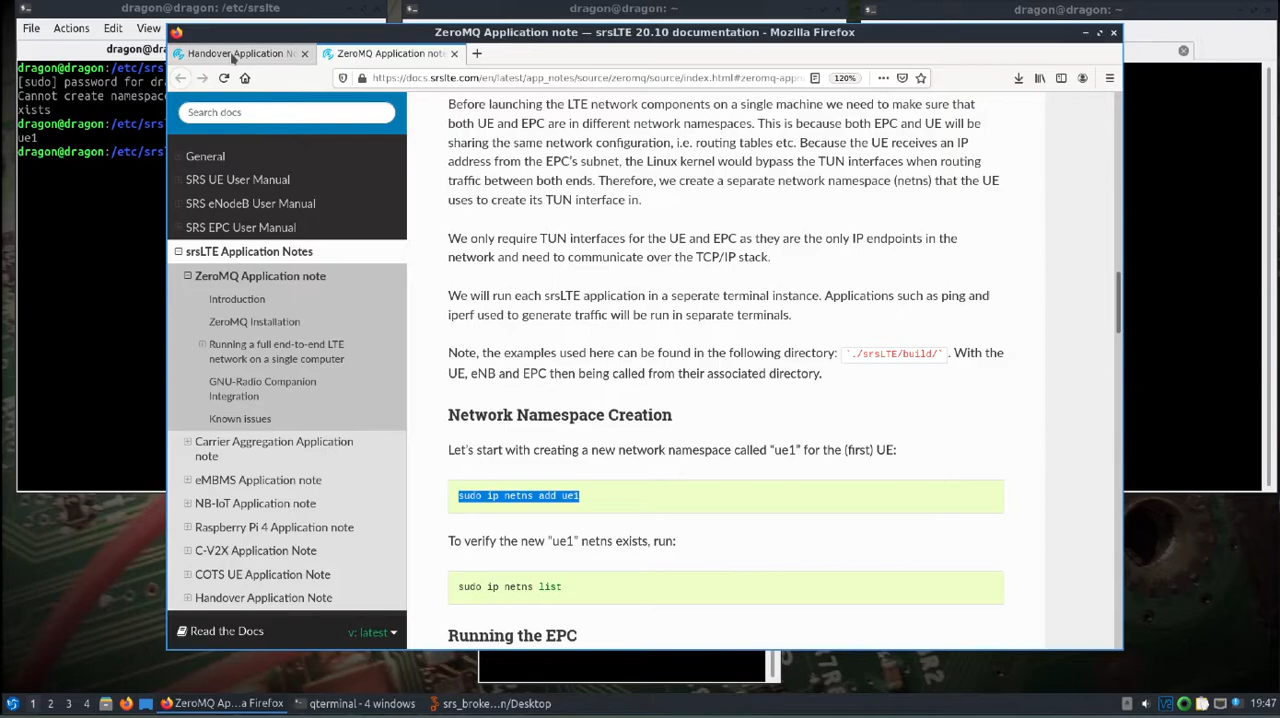 dragon@dragon: /etc/srslte
dragon@dragon: ~
dragon@dragon: ~
File Actions Edit View
dragon@dra
[sudo] password for dra
Cannot create namespace
xists
dragon@dragon:/etc/srsl
ue1
dragon@dragon:/etc/srsl
ZeroMQ Application note — srsLTE 20.10 documentation - Mozilla Firefox
Handover Application No
ZeroMQ Application note
https://docs.srslte.com/en/latest/app_notes/source/zeromq/source/index.html#zeromq-appn
120%
Search docs
General
SRS UE User Manual
SRS eNodeB User Manual
SRS EPC User Manual
srsLTE Application Notes
ZeroMQ Application note
Introduction
ZeroMQ Installation
Running a full end-to-end LTE
network on a single computer
GNU-Radio Companion
Integration
Known issues
Carrier Aggregation Application
note
eMBMS Application note
NB-IoT Application note
Raspberry Pi 4 Application note
C-V2X Application Note
COTS UE Application Note
Handover Application Note
Read the Docs
v: latest
Before launching the LTE network components on a single machine we need to make sure that
both UE and EPC are in different network namespaces. This is because both EPC and UE will be
sharing the same network configuration, i.e. routing tables etc. Because the UE receives an IP
address from the EPC's subnet, the Linux kernel would bypass the TUN interfaces when routing
traffic between both ends. Therefore, we create a separate network namespace (netns) that the UE
uses to create its TUN interface in.
We only require TUN interfaces for the UE and EPC as they are the only IP endpoints in the
network and need to communicate over the TCP/IP stack.
We will run each srsLTE application in a seperate terminal instance. Applications such as ping and
iperf used to generate traffic will be run in separate terminals.
Note, the examples used here can be found in the following directory: `./srsLTE/build/`. With the
UE, eNB and EPC then being called from their associated directory.
Network Namespace Creation
Let's start with creating a new network namespace called "ue1" for the (first) UE:
sudo ip netns add ue1
To verify the new "ue1" netns exists, run:
sudo ip netns list
Running the EPC
1 2 3 4
ZeroMQ Ap...a Firefox
qterminal - 4 windows
srs_broke...n/Desktop
19:47